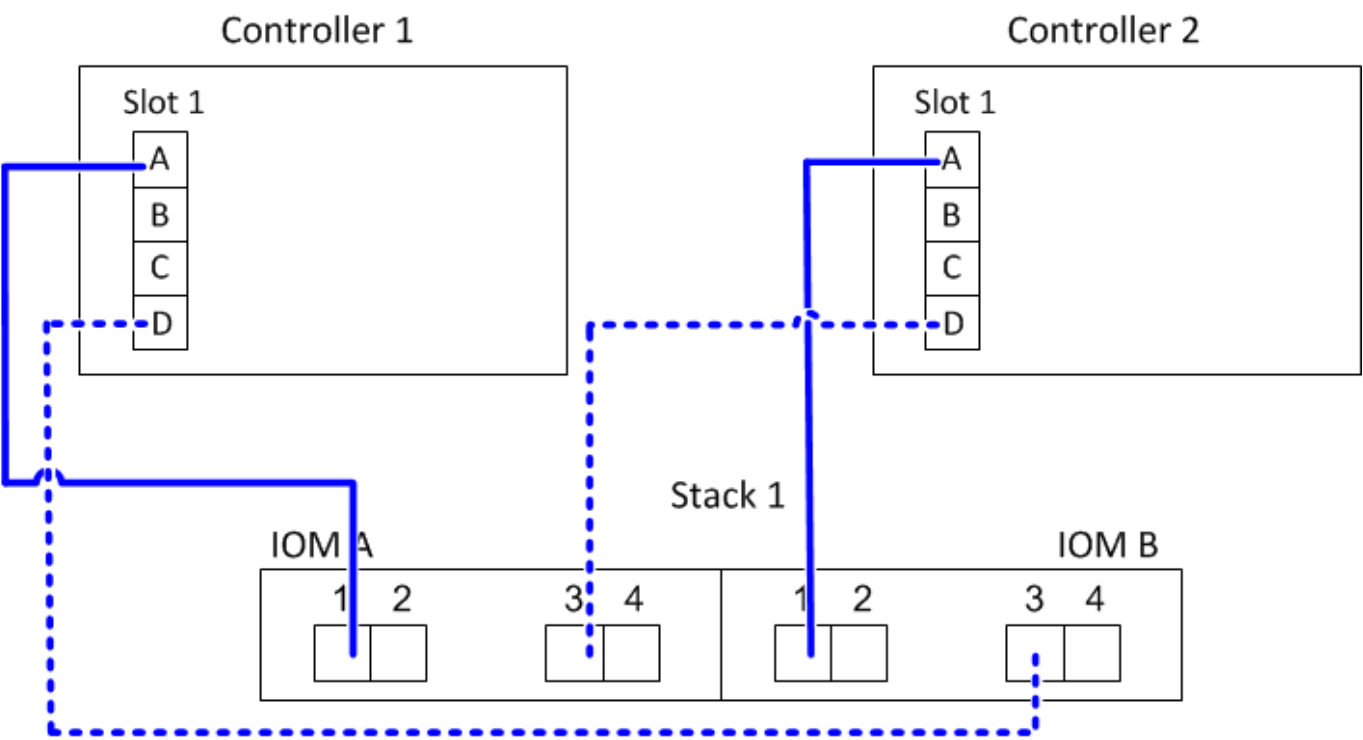 Controller 1
Controller 2
Slot 1
A
B
C
D
Slot 1
A
B
C
D
Stack 1
IOM A
IOM B
1 2 3 4
1 2 3 4